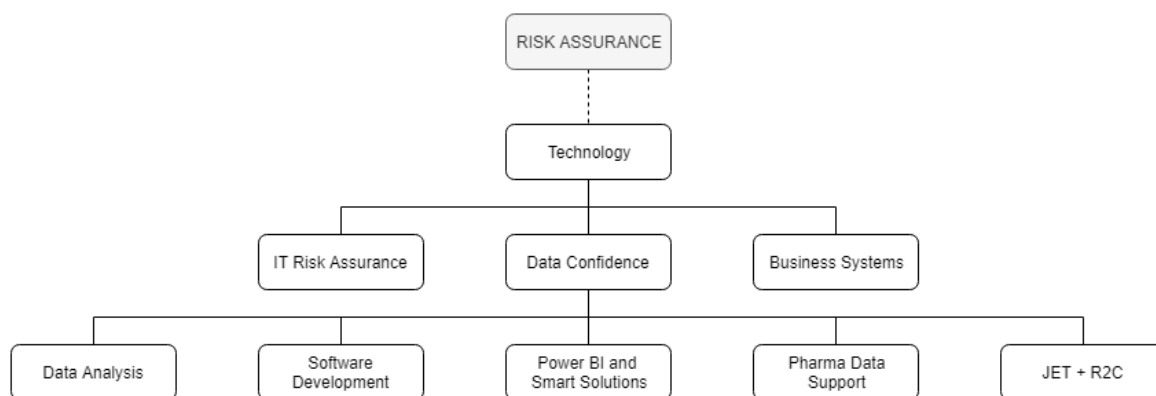 RISK ASSURANCE
Technology
IT Risk Assurance
Data Confidence
Business Systems
Data Analysis
Software
Development
Power BI and
Smart Solutions
Pharma Data
Support
JET + R2C